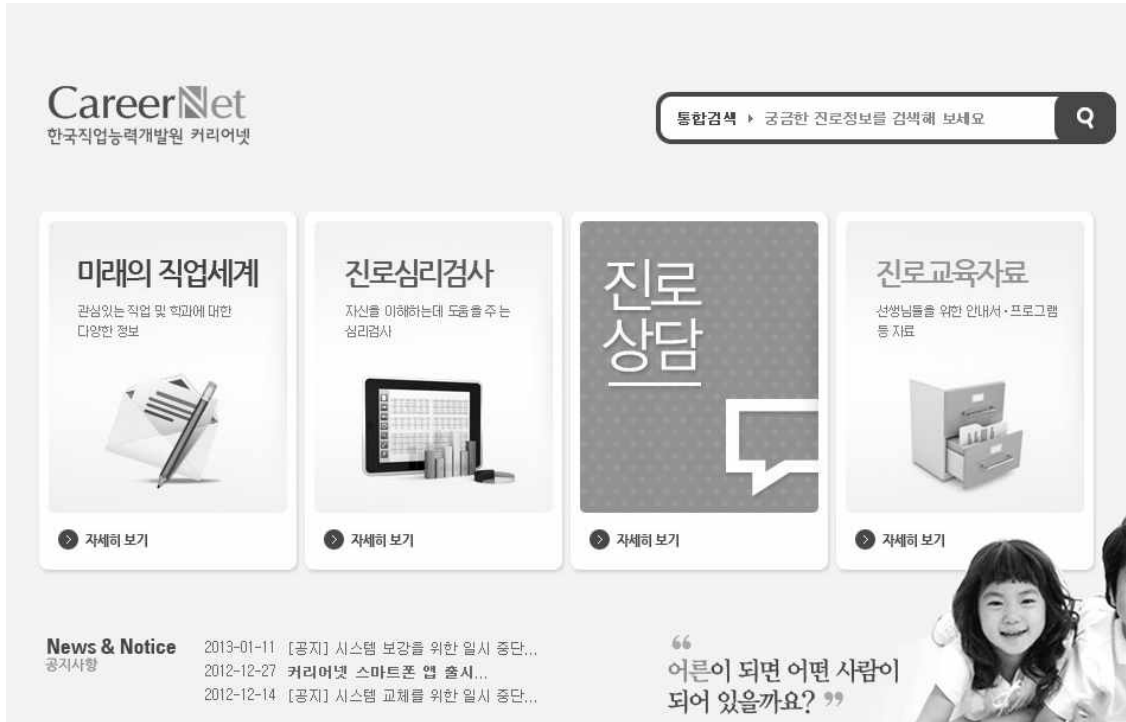 CareerNet
한국직업능력개발원 커리어넷
통합검색 궁금한 진로정보를 검색해 보세요
미래의 직업세계
관심있는 직업 및 학과에 대한
다양한 정보
자세히 보기
진로심리검사
자신을 이해하는데 도움을 주는
심리검사
자세히 보기
진로
상담
자세히 보기
진로교육자료
선생님들을 위한 안내서·프로그램
등 자료
자세히 보기
News & Notice
공지사항
2013-01-11 [공지] 시스템 보강을 위한 일시 중단...
2012-12-27 커리어넷 스마트폰 앱 출시...
2012-12-14 [공지] 시스템 교체를 위한 일시 중단...
“
어른이 되면 어떤 사람이
되어 있을까요? ”